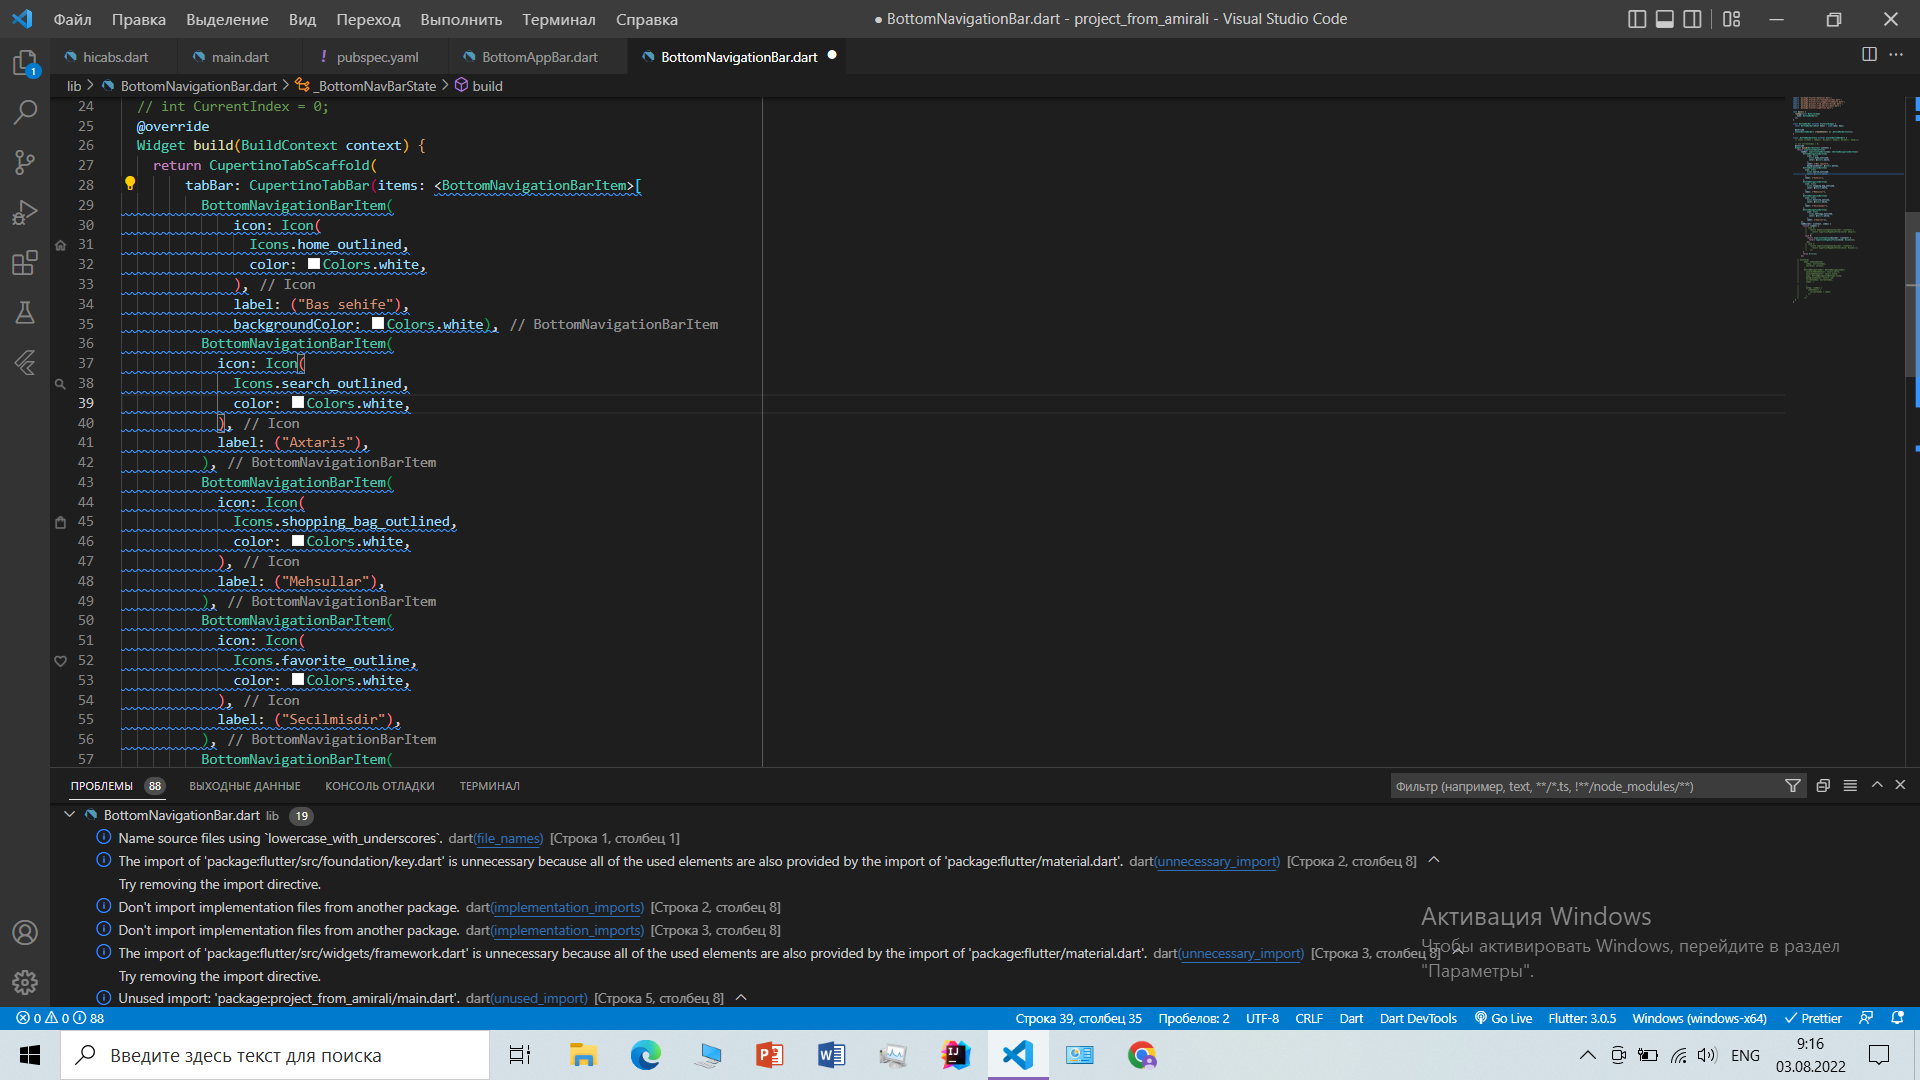 Файл Правка Выделение Вид Переход Выполнить Терминал Справка ● BottomNavigationBar.dart - project_from_amirali - Visual Studio Code
hicabs.dart main.dart ! pubspec.yaml BottomAppBar.dart BottomNavigationBar.dart ●
1
lib > BottomNavigationBar.dart > _BottomNavBarState > build
24 // int CurrentIndex = 0;
25 @override
26 Widget build(BuildContext context) {
27 return CupertinoTabScaffold(
28 tabBar: CupertinoTabBar(items: <BottomNavigationBarItem>[
29 BottomNavigationBarItem(
30 icon: Icon(
31 Icons.home_outlined,
32 color: Colors.white,
33 ), // Icon
34 label: ("Bas sehife"),
35 backgroundColor: Colors.white), // BottomNavigationBarItem
36 BottomNavigationBarItem(
37 icon: Icon(
38 Icons.search_outlined,
39 color: Colors.white,
40 ), // Icon
41 label: ("Axtaris"),
42 ), // BottomNavigationBarItem
43 BottomNavigationBarItem(
44 icon: Icon(
45 Icons.shopping_bag_outlined,
46 color: Colors.white,
47 ), // Icon
48 label: ("Mehsullar"),
49 ), // BottomNavigationBarItem
50 BottomNavigationBarItem(
51 icon: Icon(
52 Icons.favorite_outline,
53 color: Colors.white,
54 ), // Icon
55 label: ("Secilmisdir"),
56 ), // BottomNavigationBarItem
57 BottomNavigationBarItem(
ПРОБЛЕМЫ 88 ВЫХОДНЫЕ ДАННЫЕ КОНСОЛЬ ОТЛАДКИ ТЕРМИНАЛ Фильтр (например, text, **/*.ts, !**/node_modules/**)
BottomNavigationBar.dart lib 19
Name source files using `lowercase_with_underscores`. dart(file_names) [Строка 1, столбец 1]
The import of 'package:flutter/src/foundation/key.dart' is unnecessary because all of the used elements are also provided by the import of 'package:flutter/material.dart'. dart(unnecessary_import) [Строка 2, столбец 8]
Try removing the import directive.
Don't import implementation files from another package. dart(implementation_imports) [Строка 2, столбец 8]
Don't import implementation files from another package. dart(implementation_imports) [Строка 3, столбец 8]
The import of 'package:flutter/src/widgets/framework.dart' is unnecessary because all of the used elements are also provided by the import of 'package:flutter/material.dart'. dart(unnecessary_import) [Строка 3, столбец 8]
Try removing the import directive.
Unused import: 'package:project_from_amirali/main.dart'. dart(unused_import) [Строка 5, столбец 8]
Активация Windows
Чтобы активировать Windows, перейдите в раздел
"Параметры".
0 0 88 Строка 39, столбец 35 Пробелов: 2 UTF-8 CRLF Dart Dart DevTools Go Live Flutter: 3.0.5 Windows (windows-x64) Prettier
Введите здесь текст для поиска
ENG
9:16
03.08.2022